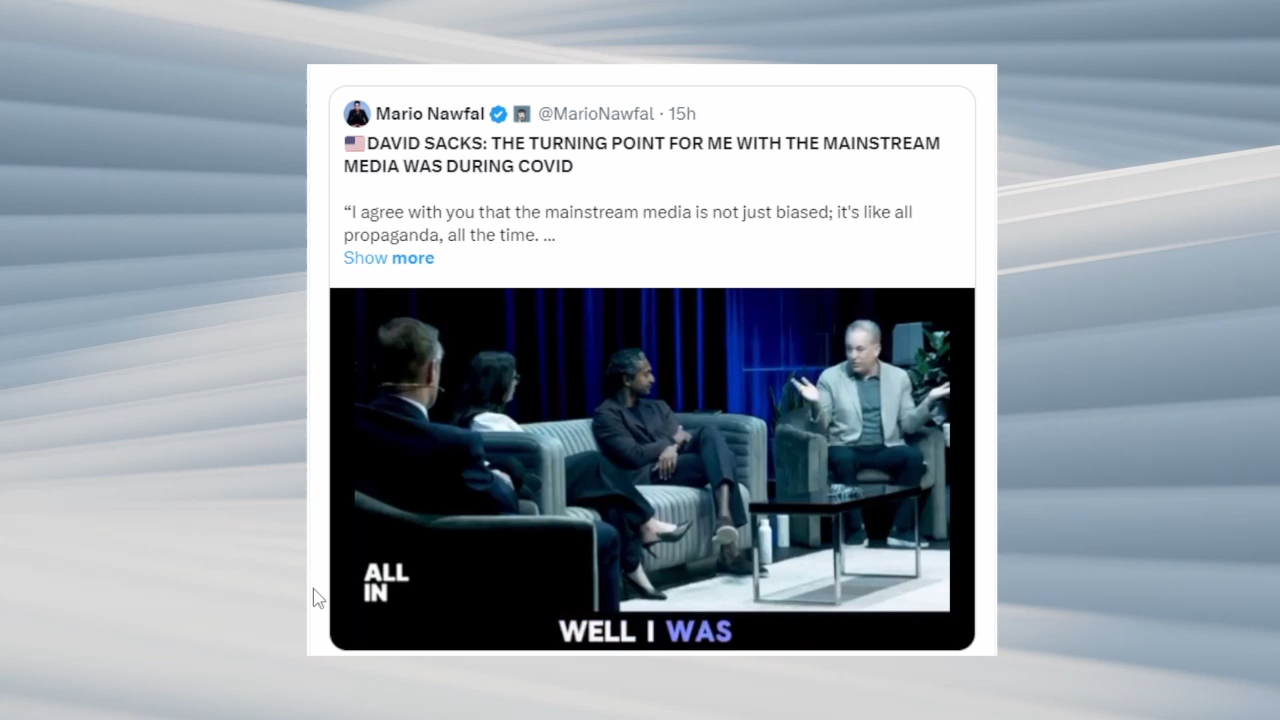 Mario Nawfal @MarioNawfal · 15h
DAVID SACKS: THE TURNING POINT FOR ME WITH THE MAINSTREAM
MEDIA WAS DURING COVID
“I agree with you that the mainstream media is not just biased; it's like all
propaganda, all the time. ...
Show more
ALL
IN
WELL I WAS